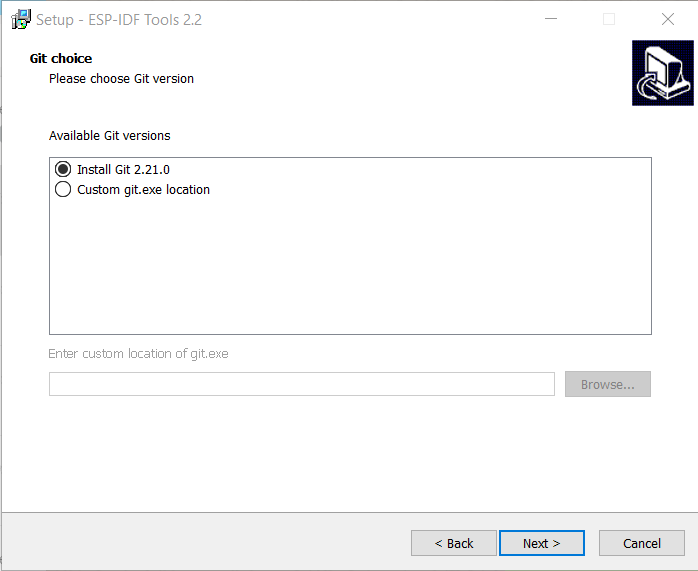 Setup - ESP-IDF Tools 2.2
Git choice
Please choose Git version
Available Git versions
Install Git 2.21.0
Custom git.exe location
Enter custom location of git.exe
Browse...
< Back
Next >
Cancel